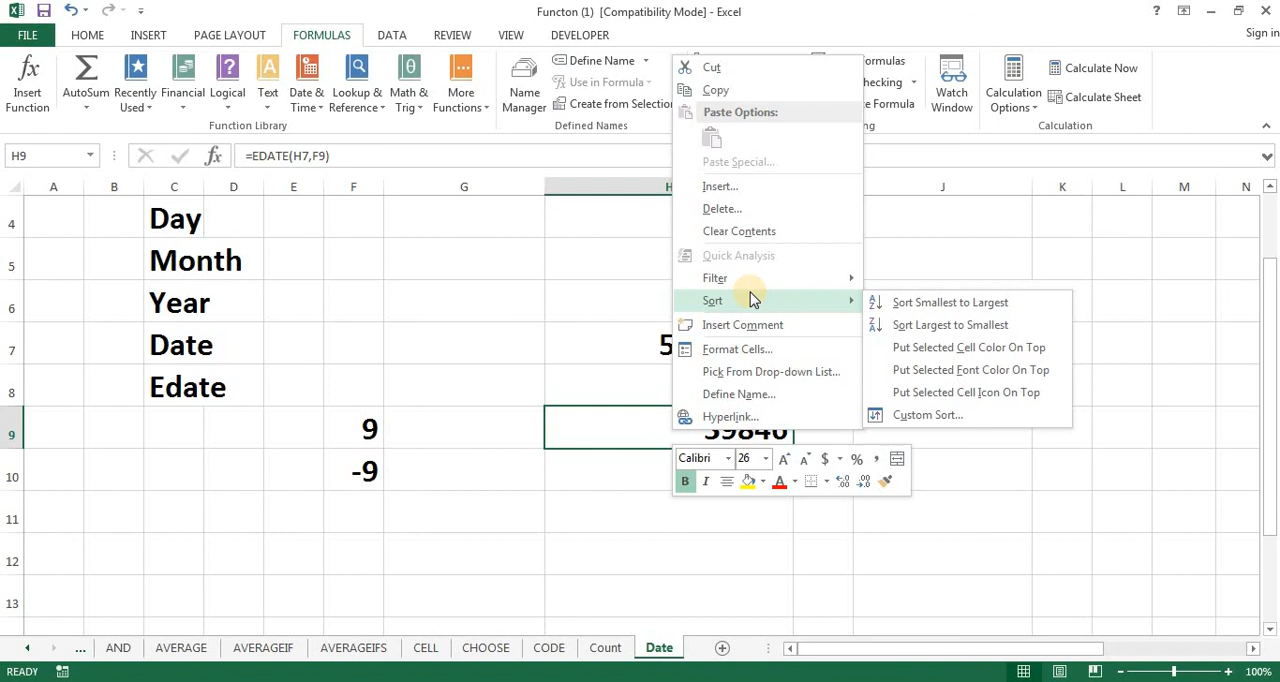 Functon (1) [Compatibility Mode] - Excel
?
Sign in
FILE HOME INSERT PAGE LAYOUT FORMULAS DATA REVIEW VIEW DEVELOPER
Insert Function
AutoSum
Recently Used
Financial
Logical
Text
Date & Time
Lookup & Reference
Math & Trig
More Functions
Function Library
Name Manager
Define Name
Use in Formula
Create from Selection
Defined Names
Watch Window
Calculation Options
Calculate Now
Calculate Sheet
Calculation
H9
fx =EDATE(H7,F9)
A B C D E F G H J K L M N
4 Day
5 Month
6 Year
7 Date 5
8 Edate
9 9 39846
10 -9
11
12
13
Cut
Copy
Paste Options:
Paste Special...
Insert...
Delete...
Clear Contents
Quick Analysis
Filter
Sort
Insert Comment
Format Cells...
Pick From Drop-down List...
Define Name...
Hyperlink...
Sort Smallest to Largest
Sort Largest to Smallest
Put Selected Cell Color On Top
Put Selected Font Color On Top
Put Selected Cell Icon On Top
Custom Sort...
Calibri 26 A A $ % ,
B I A
... AND AVERAGE AVERAGEIF AVERAGEIFS CELL CHOOSE CODE Count Date
READY
100%